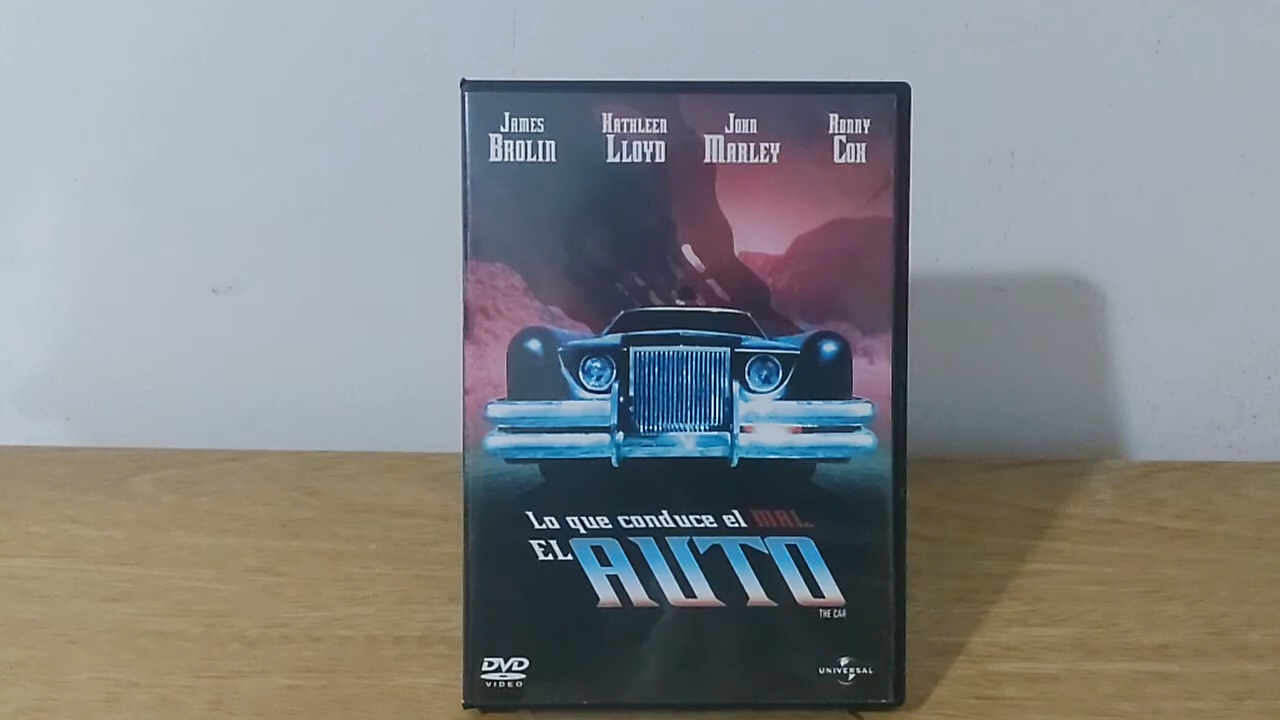 JAMES BROLIN
KATHLEEN LLOYD
JOHN MARLEY
RONNY COX
Lo que conduce el MAL.
EL AUTO
THE CAR
DVD VIDEO
UNIVERSAL